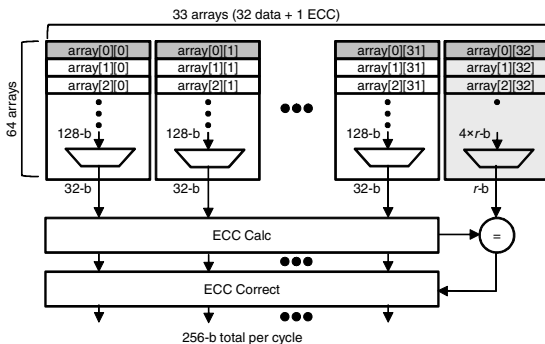 33 arrays (32 data + 1 ECC)
64 arrays
array[0][0] array[0][1] array[0][31] array[0][32]
array[1][0] array[1][1] array[1][31] array[1][32]
array[2][0] array[2][1] array[2][31] array[2][32]
128-b 128-b 128-b 4×r-b
32-b 32-b 32-b r-b
ECC Calc =
ECC Correct
256-b total per cycle